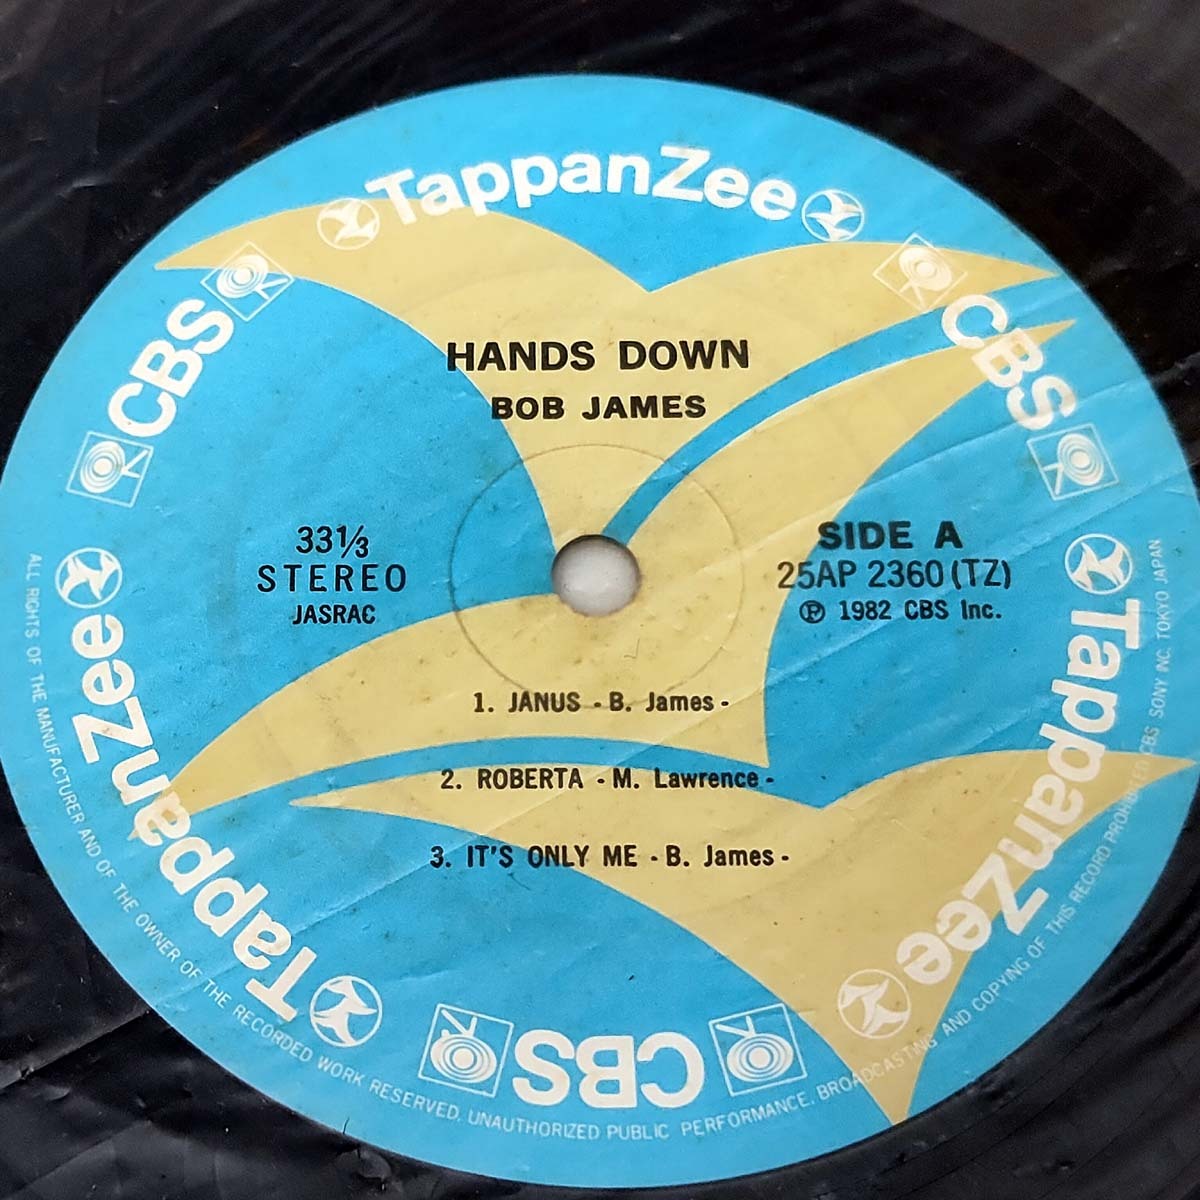 TappanZee
CBS
CBS
HANDS DOWN
BOB JAMES
33⅓
STEREO
JASRAC
SIDE A
25AP 2360 (TZ)
Ⓟ 1982 CBS Inc.
1. JANUS - B. James -
2. ROBERTA - M. Lawrence -
3. IT'S ONLY ME - B. James -
TappanZee
TappanZee
CBS
ALL RIGHTS OF THE MANUFACTURER AND OF THE OWNER OF THE RECORDED WORK RESERVED. UNAUTHORIZED PUBLIC PERFORMANCE. BROADCASTING AND COPYING OF THIS RECORD PROHIBITED CBS SONY INC. TOKYO JAPAN